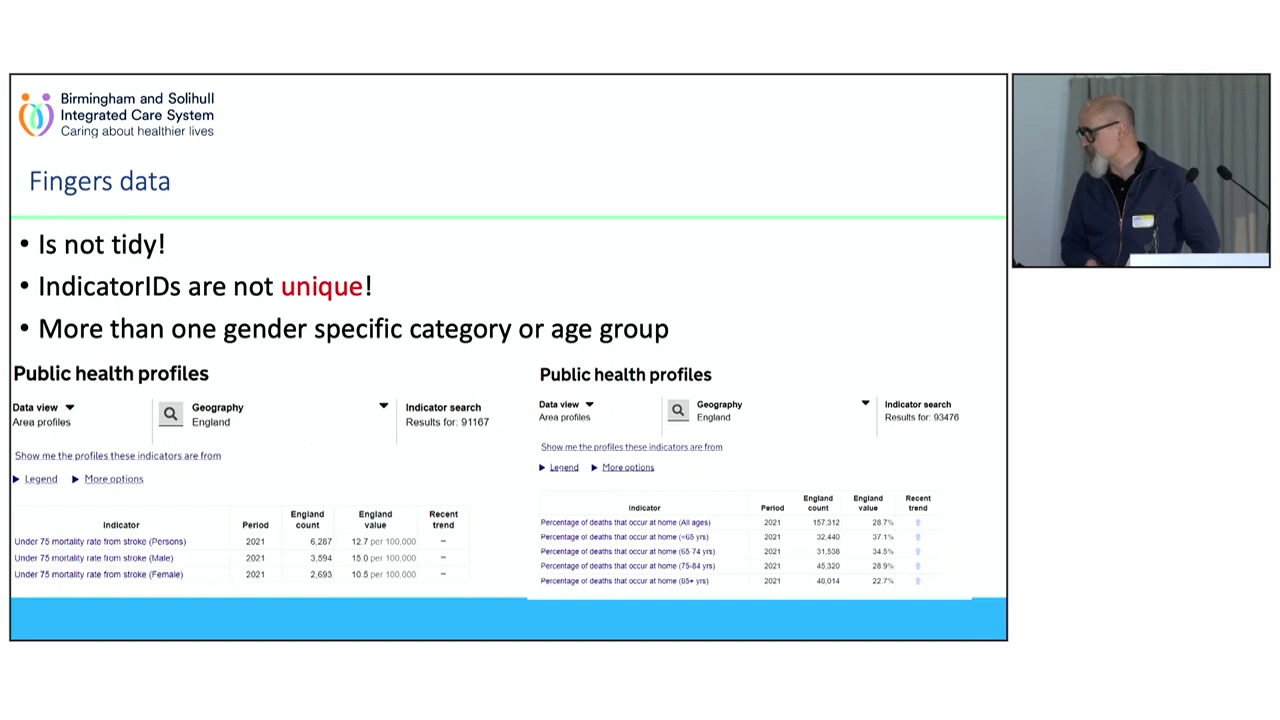 Birmingham and Solihull
Integrated Care System
Caring about healthier lives
Fingers data
• Is not tidy!
• IndicatorIDs are not unique!
• More than one gender specific category or age group
Public health profiles
Data view
Area profiles
Geography
England
Indicator search
Results for: 91167
Show me the profiles these indicators are from
Legend More options
Indicator Period England count England value Recent trend
Under 75 mortality rate from stroke (Persons) 2021 6,287 12.7 per 100,000 –
Under 75 mortality rate from stroke (Male) 2021 3,594 15.0 per 100,000 –
Under 75 mortality rate from stroke (Female) 2021 2,693 10.5 per 100,000 –
Public health profiles
Data view
Area profiles
Geography
England
Indicator search
Results for: 93476
Show me the profiles these indicators are from
Legend More options
Indicator Period England count England value Recent trend
Percentage of deaths that occur at home (All ages) 2021 157,312 28.7%
Percentage of deaths that occur at home (<65 yrs) 2021 32,440 37.1%
Percentage of deaths that occur at home (65 74 yrs) 2021 31,538 34.5%
Percentage of deaths that occur at home (75-84 yrs) 2021 45,320 28.9%
Percentage of deaths that occur at home (85+ yrs) 2021 48,014 22.7%